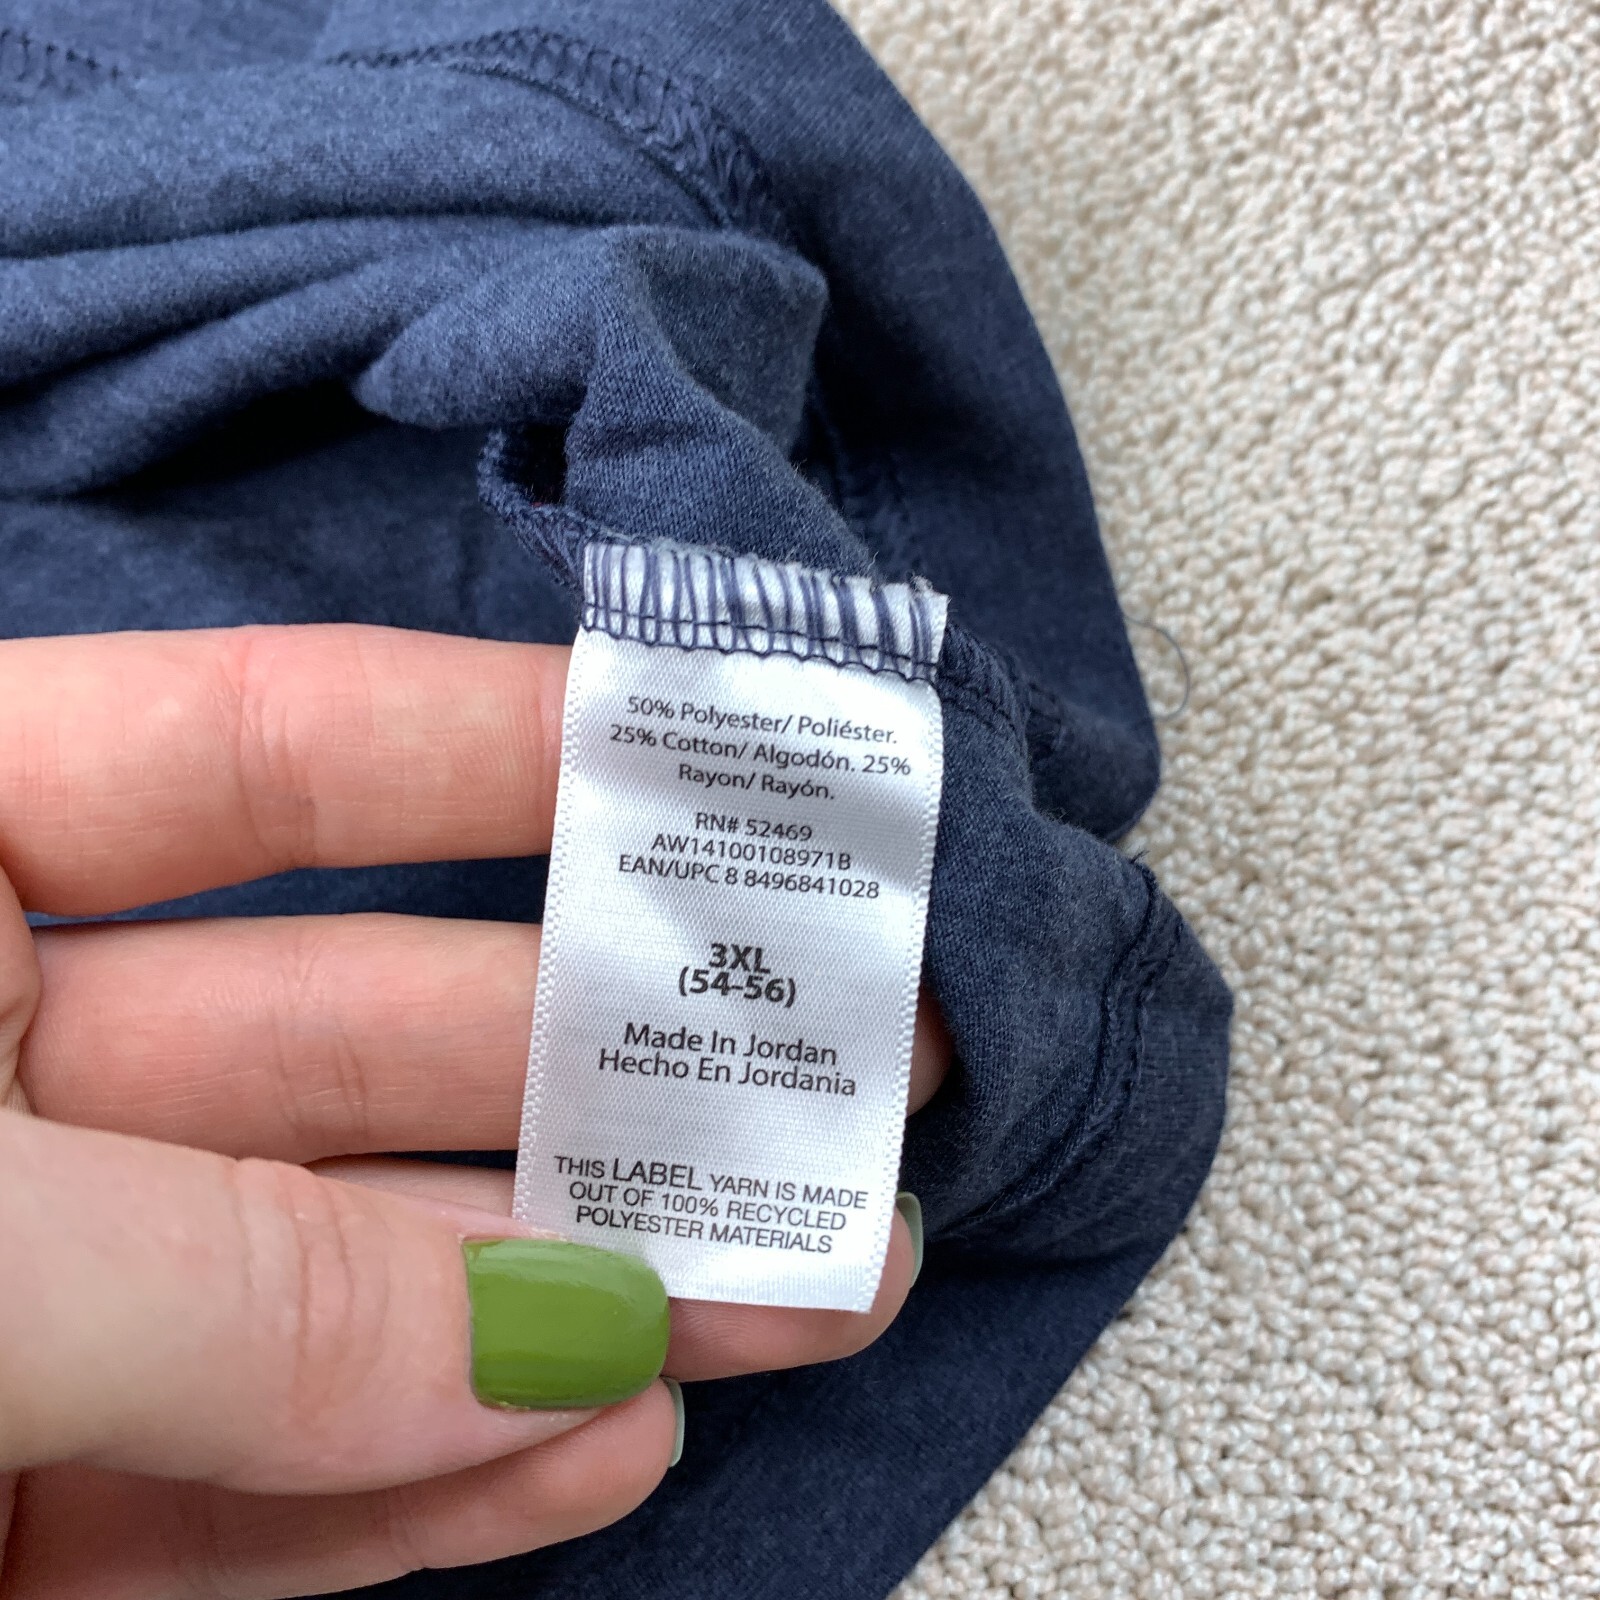 50% Polyester/ Poliéster.
25% Cotton/ Algodón. 25%
Rayon/ Rayón.
RN# 52469
AW14100108971B
EAN/UPC 8 8496841028
3XL
(54-56)
Made In Jordan
Hecho En Jordania
THIS LABEL YARN IS MADE
OUT OF 100% RECYCLED
POLYESTER MATERIALS